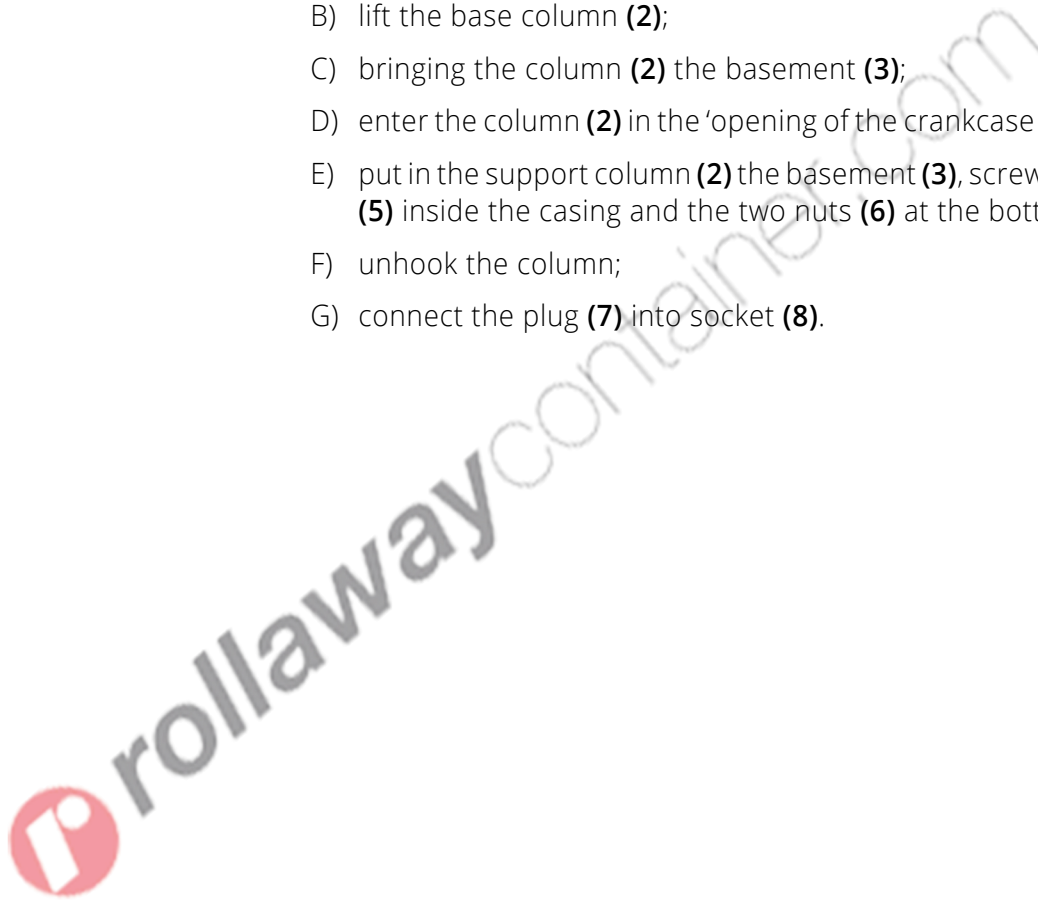 B) lift the base column (2);
C) bringing the column (2) the basement (3);
D) enter the column (2) in the ‘opening of the crankcase
E) put in the support column (2) the basement (3), screw
(5) inside the casing and the two nuts (6) at the bott
F) unhook the column;
G) connect the plug (7) into socket (8).
rollawaycontainer.com